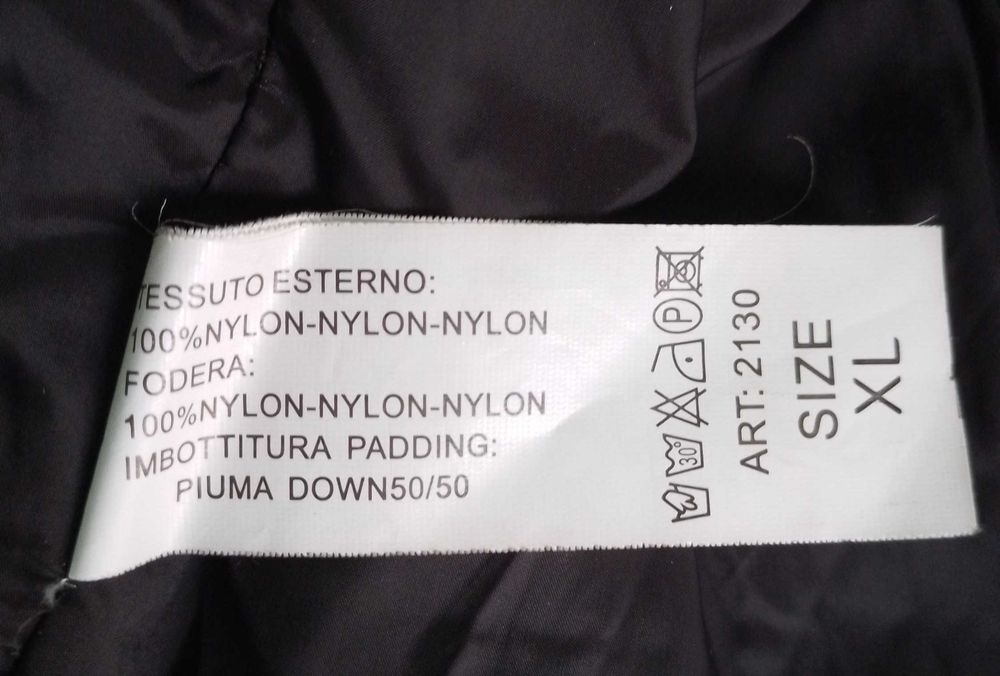 TESSUTO ESTERNO:
100%NYLON-NYLON-NYLON
FODERA:
100%NYLON-NYLON-NYLON
IMBOTTITURA PADDING:
PIUMA DOWN50/50
30°
P
ART: 2130
SIZE
XL